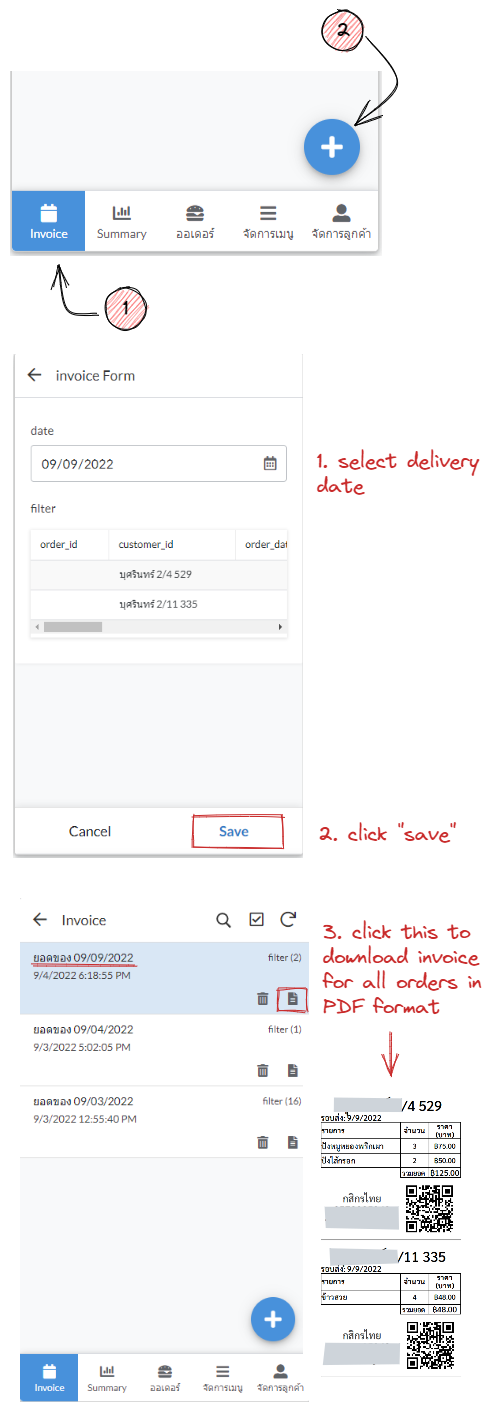 2
Invoice
Summary
ออเดอร์
จัดการเมนู
จัดการลูกค้า
1
invoice Form
date
09/09/2022
filter
order_id customer_id order_dat
บุศรินทร์ 2/4 529
บุศรินทร์ 2/11 335
Cancel
Save
1. select delivery
date
2. click "save"
Invoice
ยอดของ 09/09/2022 filter (2)
9/4/2022 6:18:55 PM
ยอดของ 09/04/2022 filter (1)
9/3/2022 5:02:05 PM
ยอดของ 09/03/2022 filter (16)
9/3/2022 12:55:40 PM
Invoice
Summary
ออเดอร์
จัดการเมนู
จัดการลูกค้า
3. click this to
download invoice
for all orders in
PDF format
/4 529
รอบส่ง: 9/9/2022
รายการ จำนวน ราคา
(บาท)
ปังหมูหยองพริกเผา 3 ฿75.00
ปังไส้กรอก 2 ฿50.00
รวมยอด ฿125.00
กสิกรไทย
/11 335
รอบส่ง: 9/9/2022
รายการ จำนวน ราคา
(บาท)
ข้าวสวย 4 ฿48.00
รวมยอด ฿48.00
กสิกรไทย